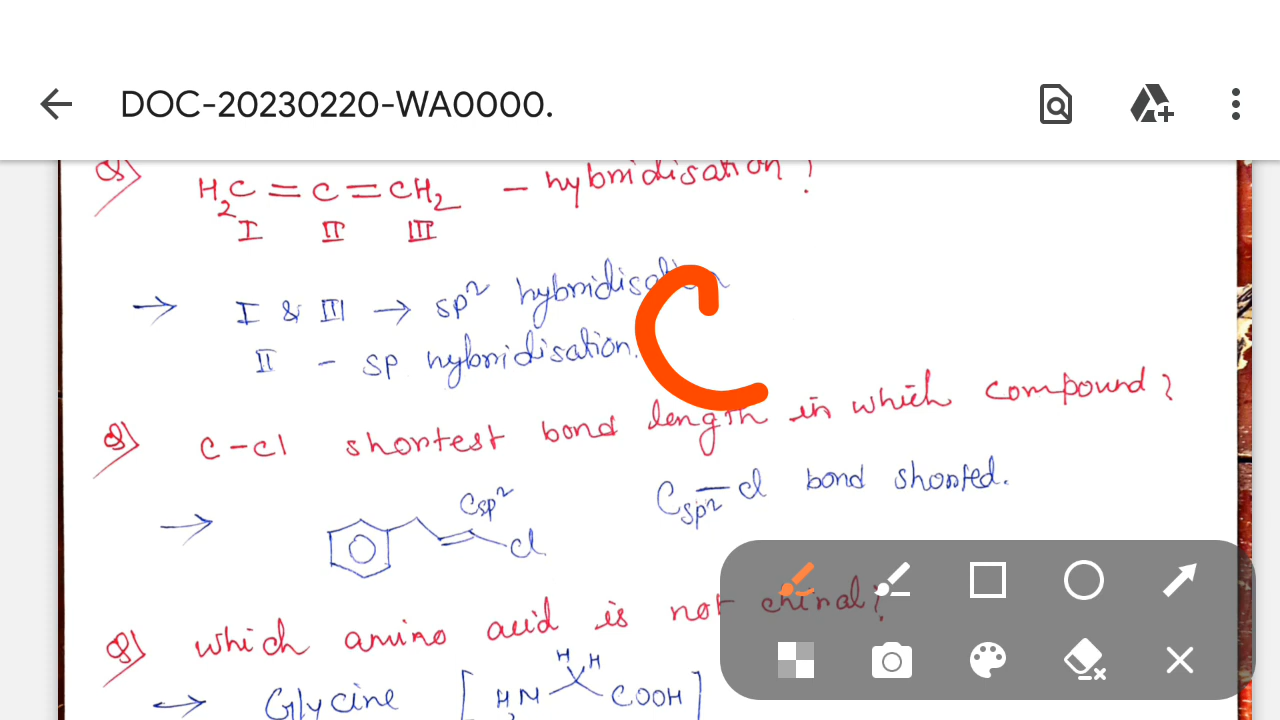 DOC-20230220-WA0000.
Q) H2C = C = CH2 - hybridisation?
I II III
→ I & III → sp² hybridisation
II - sp hybridisation.
C
Q) C-Cl shortest bond length in which compound?
Csp² Csp²-Cl bond shorted.
→ Cl
Q) which amino acid is not chiral?
H H
→ Glycine [H2N COOH]